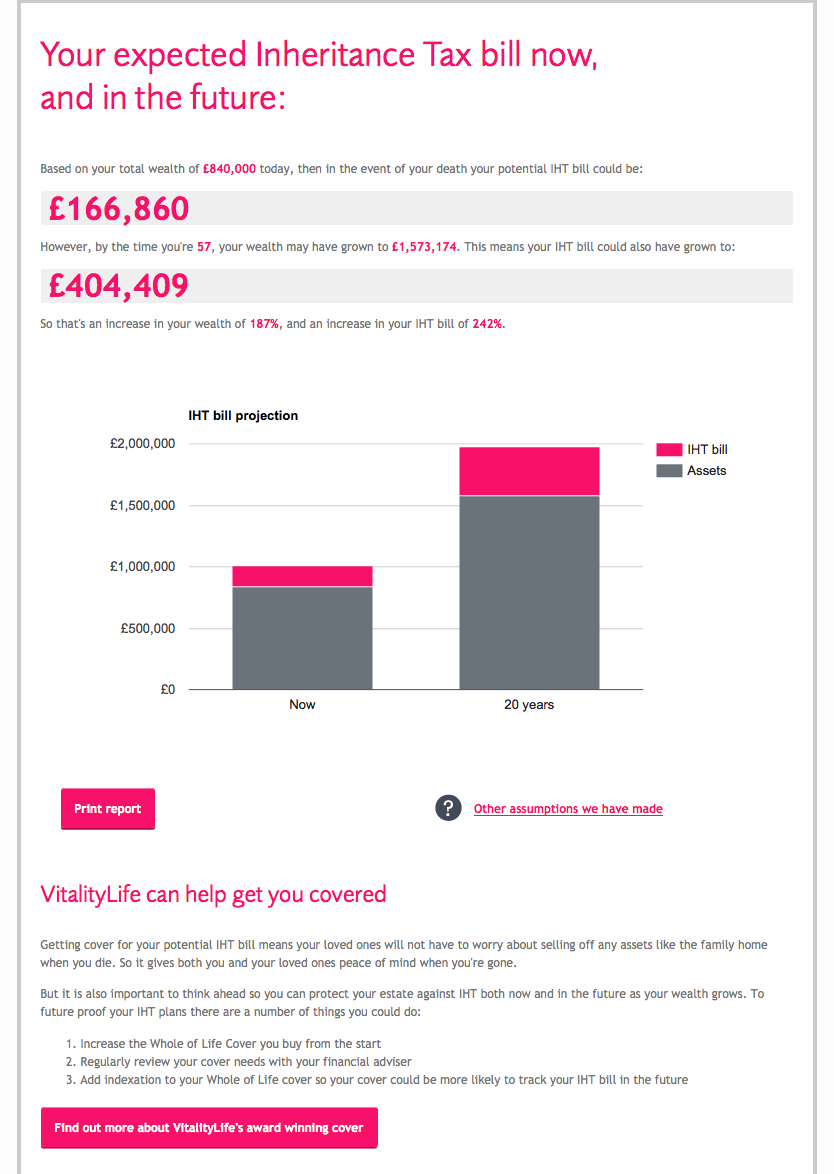 Your expected Inheritance Tax bill now,
and in the future:
Based on your total wealth of £840,000 today, then in the event of your death your potential IHT bill could be:
£166,860
However, by the time you're 57, your wealth may have grown to £1,573,174. This means your IHT bill could also have grown to:
£404,409
So that's an increase in your wealth of 187%, and an increase in your IHT bill of 242%.
IHT bill projection
£2,000,000
£1,500,000
£1,000,000
£500,000
£0
Now
20 years
IHT bill
Assets
Print report
?
Other assumptions we have made
VitalityLife can help get you covered
Getting cover for your potential IHT bill means your loved ones will not have to worry about selling off any assets like the family home
when you die. So it gives both you and your loved ones peace of mind when you're gone.
But it is also important to think ahead so you can protect your estate against IHT both now and in the future as your wealth grows. To
future proof your IHT plans there are a number of things you could do:
1. Increase the Whole of Life Cover you buy from the start
2. Regularly review your cover needs with your financial adviser
3. Add indexation to your Whole of Life cover so your cover could be more likely to track your IHT bill in the future
Find out more about VitalityLife's award winning cover